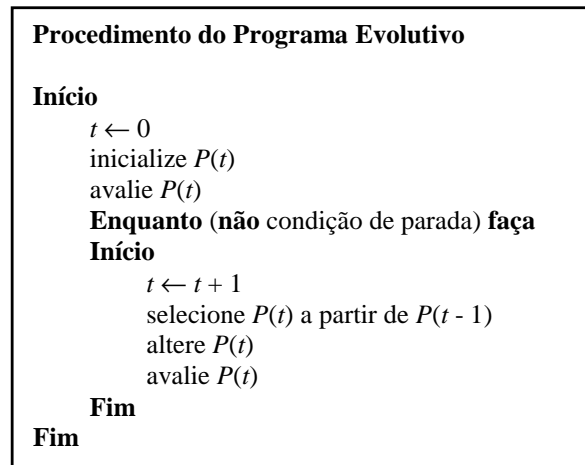 Procedimento do Programa Evolutivo
Início
t ← 0
inicialize P(t)
avalie P(t)
Enquanto (não condição de parada) faça
Início
t ← t + 1
selecione P(t) a partir de P(t - 1)
altere P(t)
avalie P(t)
Fim
Fim